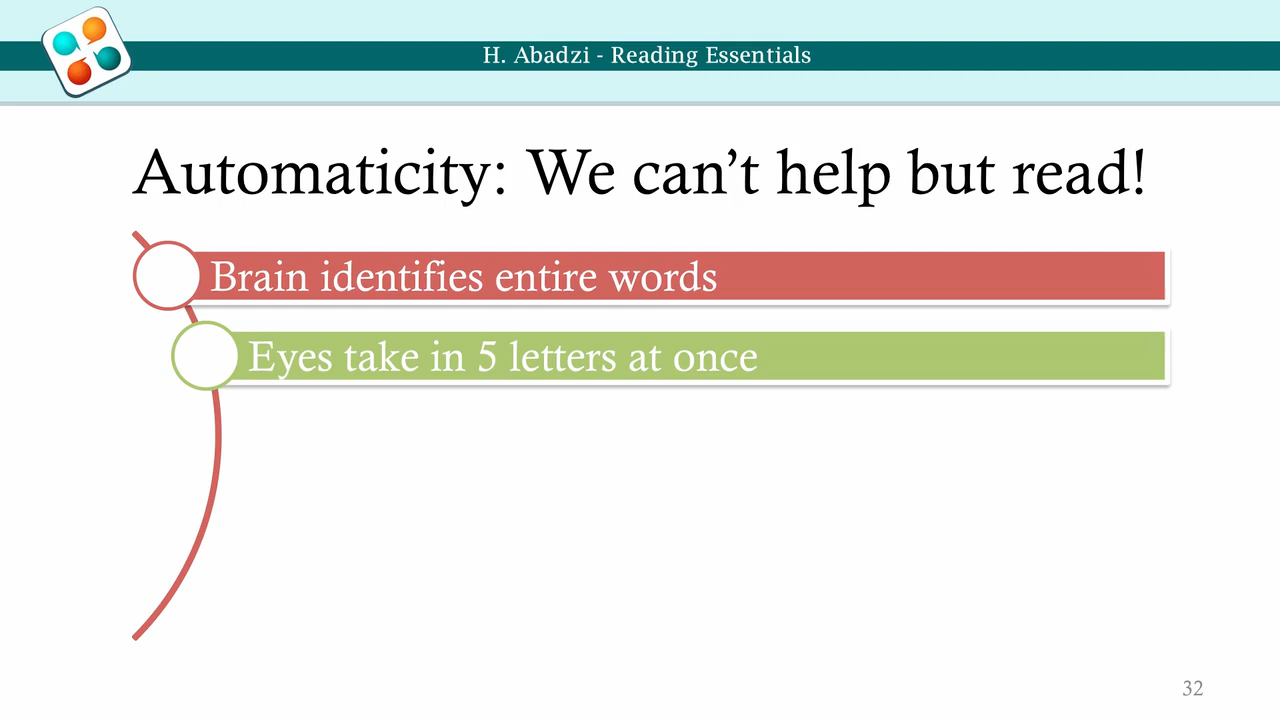 H. Abadzi - Reading Essentials
Automaticity: We can’t help but read!
Brain identifies entire words
Eyes take in 5 letters at once
32